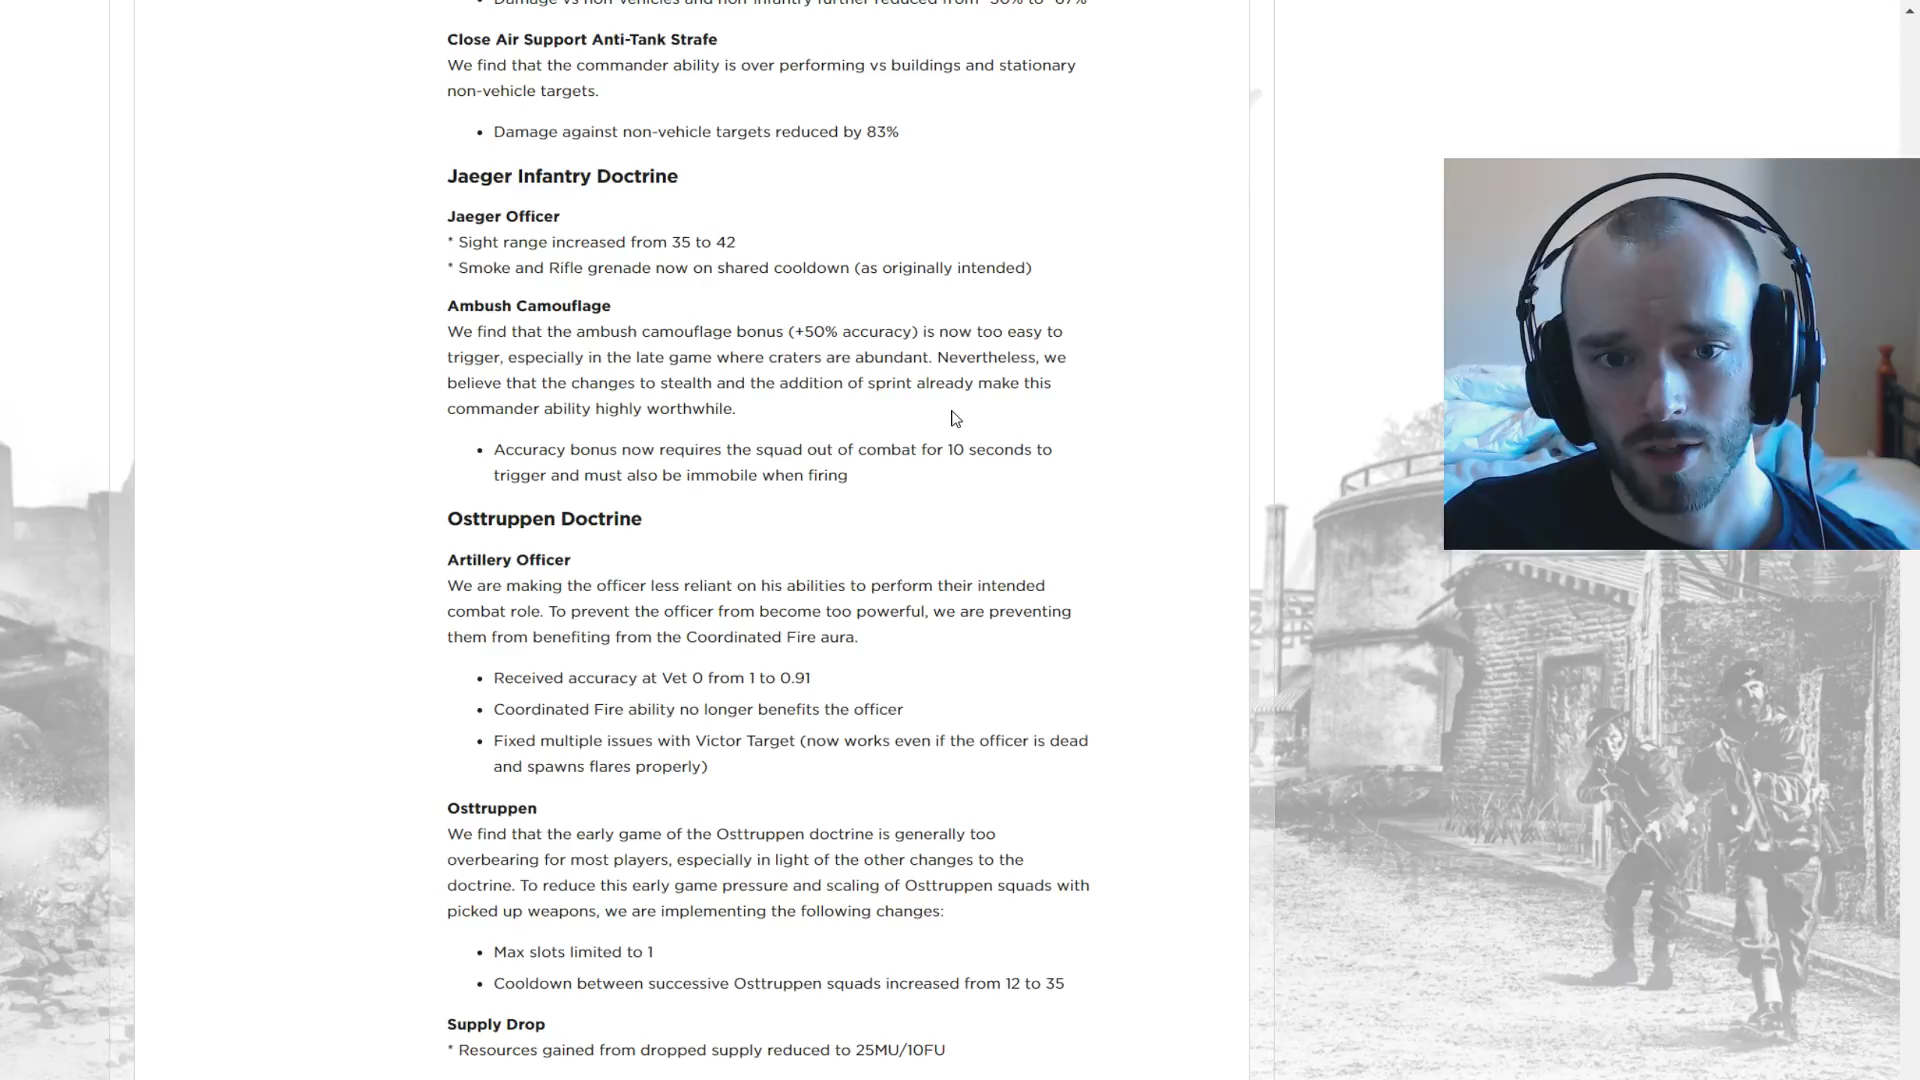 Damage vs non-vehicles and non-infantry further reduced from -50% to -67%
Close Air Support Anti-Tank Strafe
We find that the commander ability is over performing vs buildings and stationary
non-vehicle targets.
• Damage against non-vehicle targets reduced by 83%
Jaeger Infantry Doctrine
Jaeger Officer
* Sight range increased from 35 to 42
* Smoke and Rifle grenade now on shared cooldown (as originally intended)
Ambush Camouflage
We find that the ambush camouflage bonus (+50% accuracy) is now too easy to
trigger, especially in the late game where craters are abundant. Nevertheless, we
believe that the changes to stealth and the addition of sprint already make this
commander ability highly worthwhile.
• Accuracy bonus now requires the squad out of combat for 10 seconds to
trigger and must also be immobile when firing
Osttruppen Doctrine
Artillery Officer
We are making the officer less reliant on his abilities to perform their intended
combat role. To prevent the officer from become too powerful, we are preventing
them from benefiting from the Coordinated Fire aura.
• Received accuracy at Vet 0 from 1 to 0.91
• Coordinated Fire ability no longer benefits the officer
• Fixed multiple issues with Victor Target (now works even if the officer is dead
and spawns flares properly)
Osttruppen
We find that the early game of the Osttruppen doctrine is generally too
overbearing for most players, especially in light of the other changes to the
doctrine. To reduce this early game pressure and scaling of Osttruppen squads with
picked up weapons, we are implementing the following changes:
• Max slots limited to 1
• Cooldown between successive Osttruppen squads increased from 12 to 35
Supply Drop
* Resources gained from dropped supply reduced to 25MU/10FU